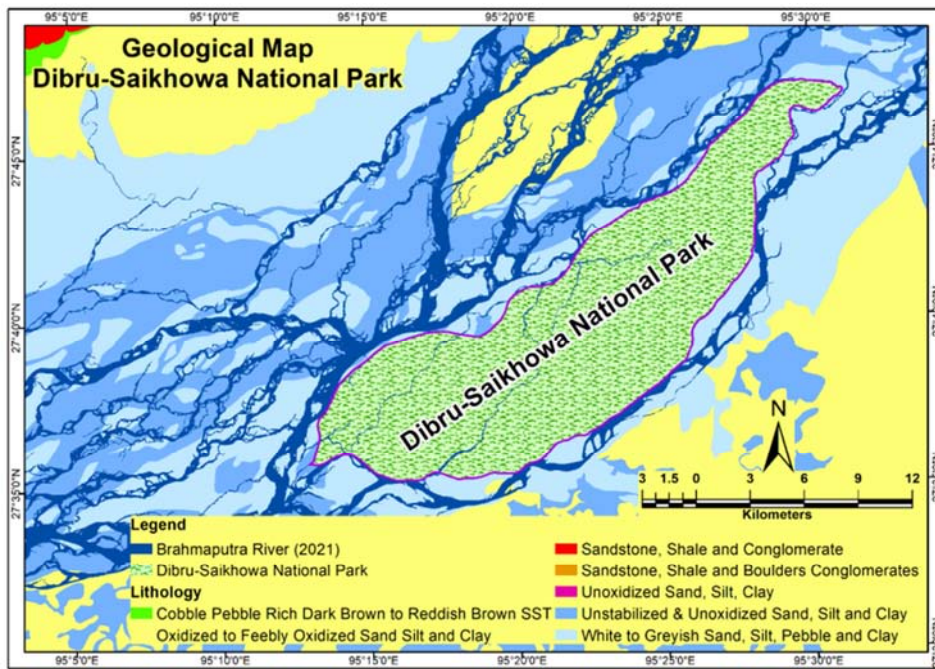 95°5'0"E 95°10'0"E 95°15'0"E 95°20'0"E 95°25'0"E 95°30'0"E
Geological Map
Dibru-Saikhowa National Park
27°45'0"N
27°40'0"N
27°35'0"N
Dibru-Saikhowa National Park
N
3 1.5 0 3 6 9 12
Kilometers
Legend
Brahmaputra River (2021)
Dibru-Saikhowa National Park
Lithology
Cobble Pebble Rich Dark Brown to Reddish Brown SST
Oxidized to Feebly Oxidized Sand Silt and Clay
Sandstone, Shale and Conglomerate
Sandstone, Shale and Boulders Conglomerates
Unoxidized Sand, Silt, Clay
Unstabilized & Unoxidized Sand, Silt and Clay
White to Greyish Sand, Silt, Pebble and Clay
95°5'0"E 95°10'0"E 95°15'0"E 95°20'0"E 95°25'0"E 95°30'0"E